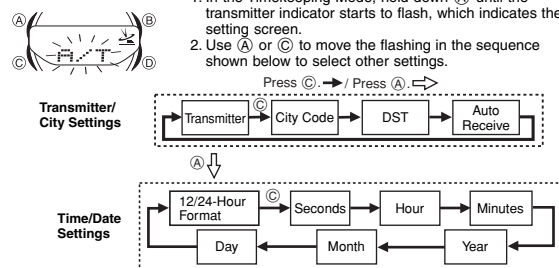 1. In the Timekeeping Mode, hold down Ⓐ until the
transmitter indicator starts to flash, which indicates the
setting screen.
2. Use Ⓐ or Ⓒ to move the flashing in the sequence
shown below to select other settings.
Ⓐ Ⓑ
A/T
Ⓒ Ⓓ
Press Ⓒ. → / Press Ⓐ. ⇨
Transmitter/
City Settings
Transmitter Ⓒ City Code DST Auto
Receive
Ⓐ
Time/Date
Settings
12/24-Hour
Format Ⓒ Seconds Hour Minutes
Day Month Year